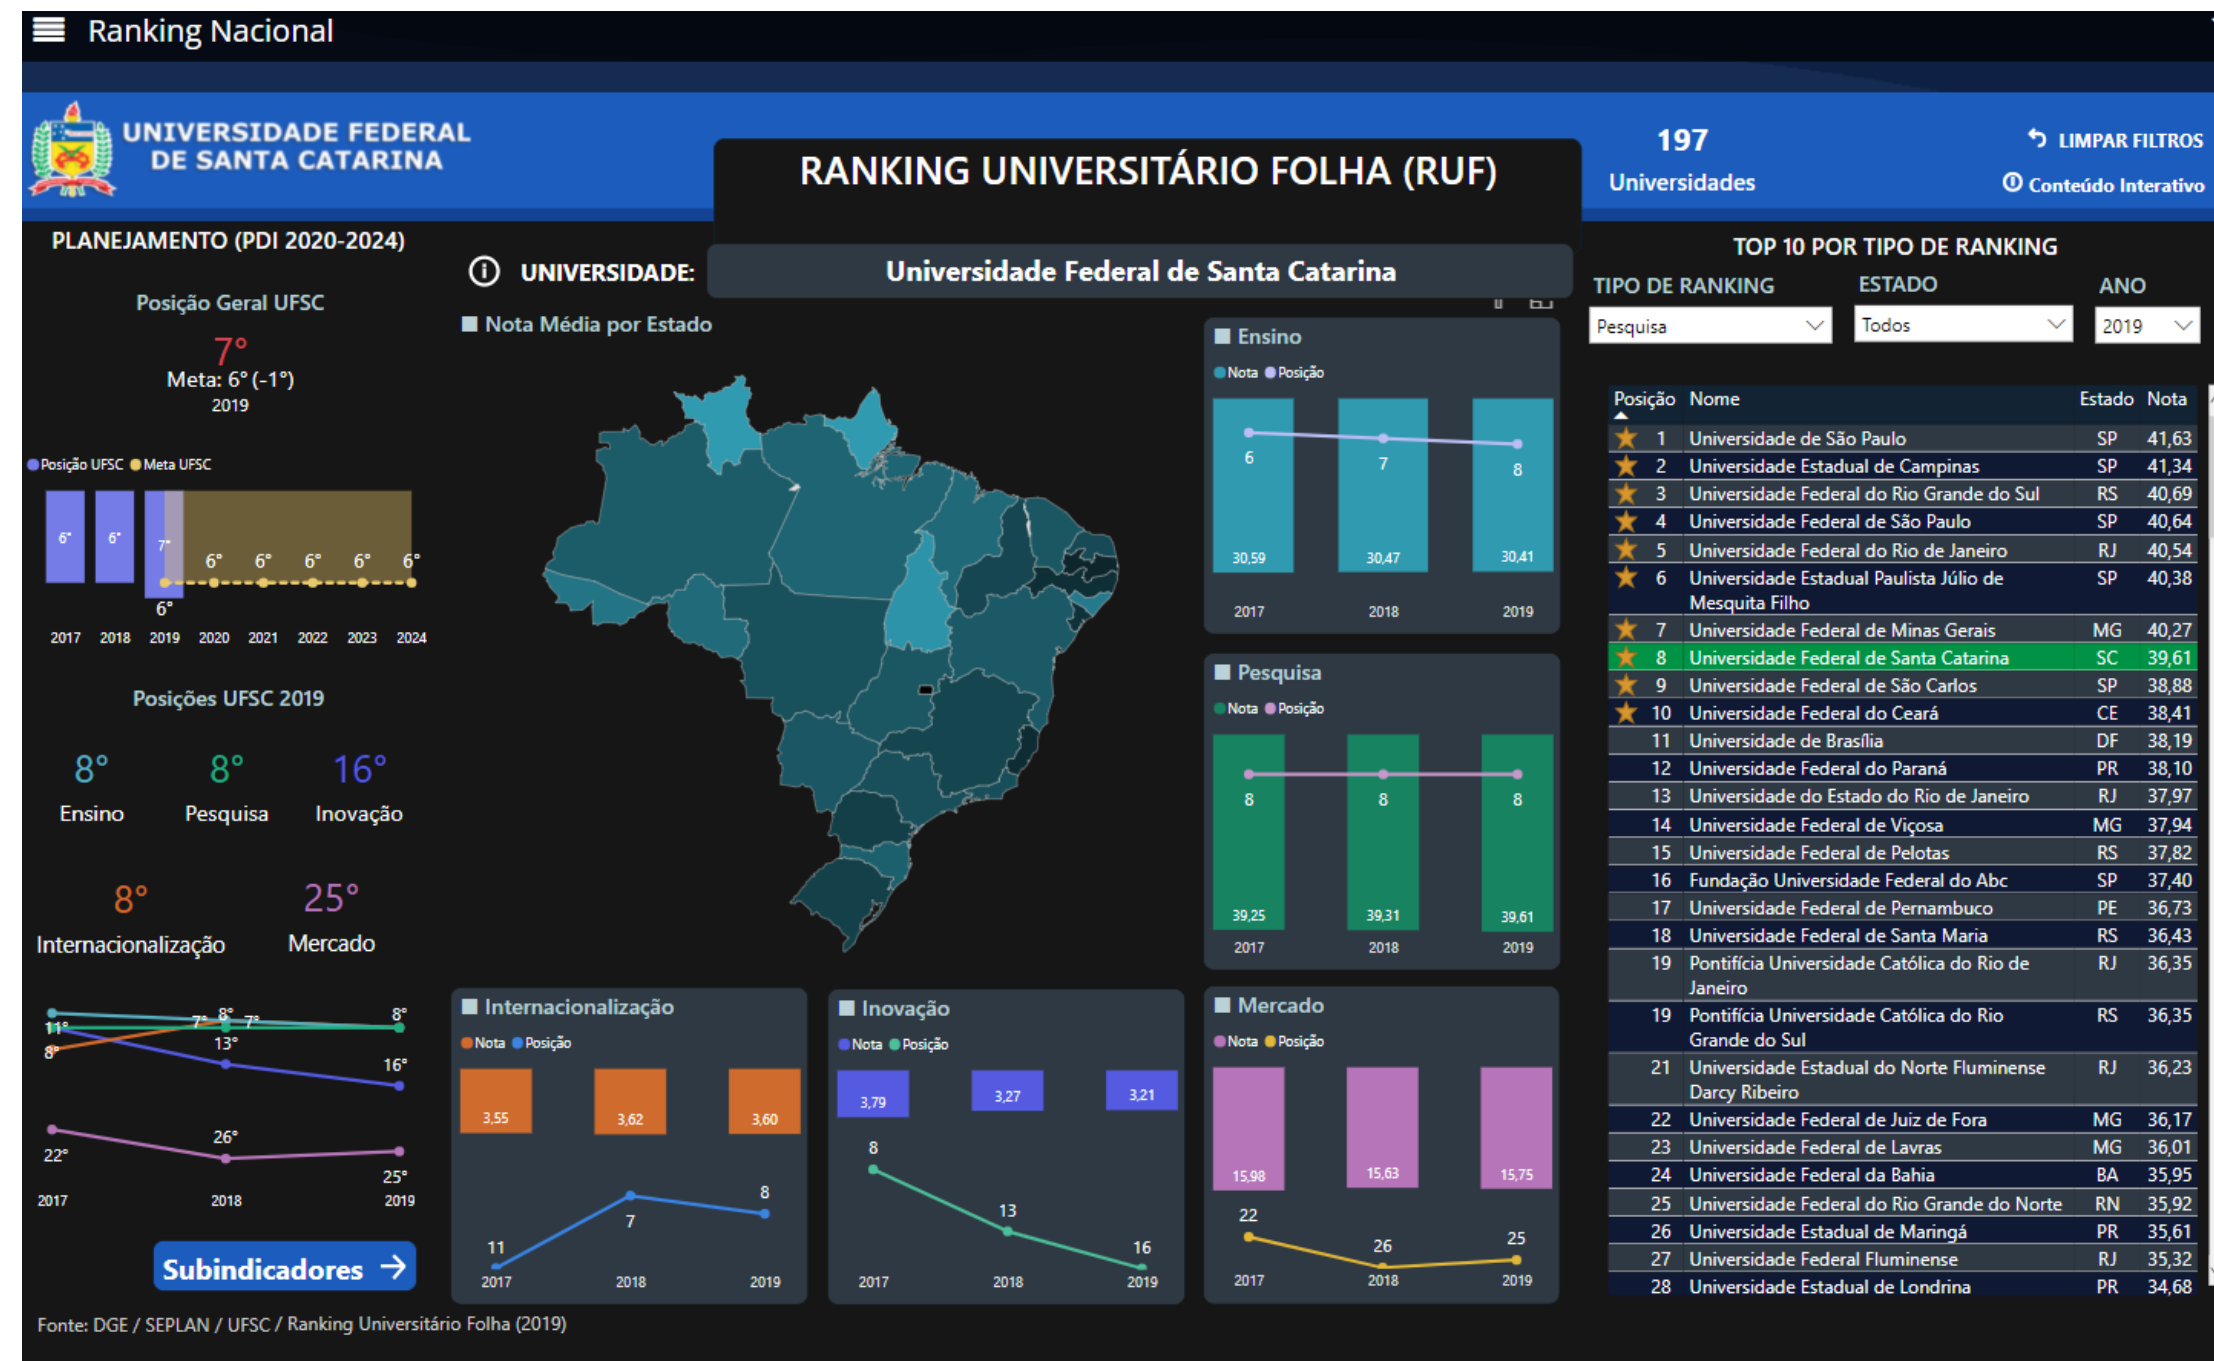 Ranking Nacional
UNIVERSIDADE FEDERAL
DE SANTA CATARINA
RANKING UNIVERSITÁRIO FOLHA (RUF)
197
Universidades
LIMPAR FILTROS
Conteúdo Interativo
PLANEJAMENTO (PDI 2020-2024)
Posição Geral UFSC
7°
Meta: 6° (-1°)
2019
Posição UFSC Meta UFSC
6° 6° 7° 6° 6° 6° 6° 6°
6°
2017 2018 2019 2020 2021 2022 2023 2024
Posições UFSC 2019
8° 8° 16°
Ensino Pesquisa Inovação
8° 25°
Internacionalização Mercado
11° 7° 8° 7° 8°
8° 13° 16°
22° 26° 25°
2017 2018 2019
Subindicadores
UNIVERSIDADE: Universidade Federal de Santa Catarina
Nota Média por Estado
Ensino
Nota Posição
6 7 8
30,59 30,47 30,41
2017 2018 2019
Pesquisa
Nota Posição
8 8 8
39,25 39,31 39,61
2017 2018 2019
Internacionalização
Nota Posição
3,55 3,62 3,60
11 7 8
2017 2018 2019
Inovação
Nota Posição
3,79 3,27 3,21
8 13 16
2017 2018 2019
Mercado
Nota Posição
15,98 15,63 15,75
22 26 25
2017 2018 2019
TOP 10 POR TIPO DE RANKING
TIPO DE RANKING ESTADO ANO
Pesquisa Todos 2019
Posição Nome Estado Nota
1 Universidade de São Paulo SP 41,63
2 Universidade Estadual de Campinas SP 41,34
3 Universidade Federal do Rio Grande do Sul RS 40,69
4 Universidade Federal de São Paulo SP 40,64
5 Universidade Federal do Rio de Janeiro RJ 40,54
6 Universidade Estadual Paulista Júlio de SP 40,38
Mesquita Filho
7 Universidade Federal de Minas Gerais MG 40,27
8 Universidade Federal de Santa Catarina SC 39,61
9 Universidade Federal de São Carlos SP 38,88
10 Universidade Federal do Ceará CE 38,41
11 Universidade de Brasília DF 38,19
12 Universidade Federal do Paraná PR 38,10
13 Universidade do Estado do Rio de Janeiro RJ 37,97
14 Universidade Federal de Viçosa MG 37,94
15 Universidade Federal de Pelotas RS 37,82
16 Fundação Universidade Federal do Abc SP 37,40
17 Universidade Federal de Pernambuco PE 36,73
18 Universidade Federal de Santa Maria RS 36,43
19 Pontifícia Universidade Católica do Rio de RJ 36,35
Janeiro
19 Pontifícia Universidade Católica do Rio RS 36,35
Grande do Sul
21 Universidade Estadual do Norte Fluminense RJ 36,23
Darcy Ribeiro
22 Universidade Federal de Juiz de Fora MG 36,17
23 Universidade Federal de Lavras MG 36,01
24 Universidade Federal da Bahia BA 35,95
25 Universidade Federal do Rio Grande do Norte RN 35,92
26 Universidade Estadual de Maringá PR 35,61
27 Universidade Federal Fluminense RJ 35,32
28 Universidade Estadual de Londrina PR 34,68
Fonte: DGE / SEPLAN / UFSC / Ranking Universitário Folha (2019)